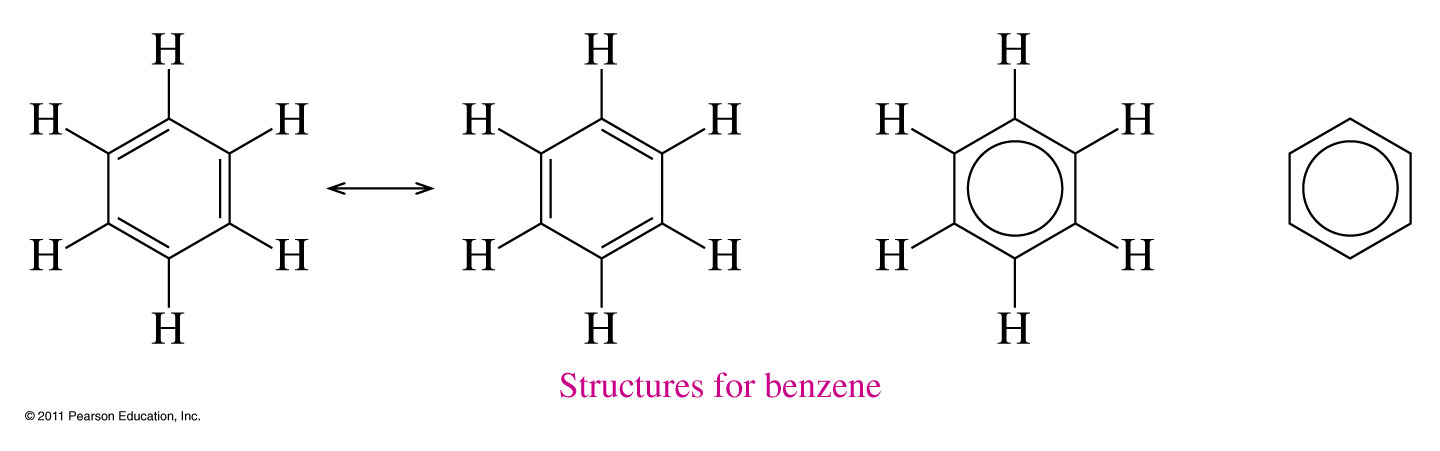 H H H
H H H H H H
H H H H H H
H H H
Structures for benzene
© 2011 Pearson Education, Inc.